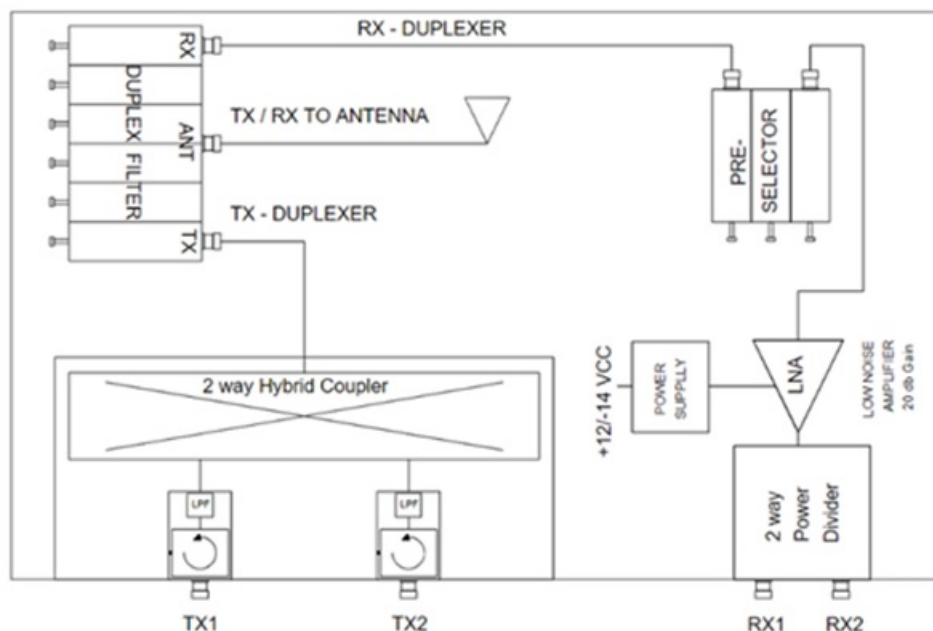 RX - DUPLEXER
RX
DUPLEX FILTER
ANT
TX / RX TO ANTENNA
TX
TX - DUPLEXER
PRE-
SELECTOR
2 way Hybrid Coupler
LPF
LPF
+12/-14 VCC
POWER
SUPPLLY
LNA
LOW NOISE
AMPLIFIER
20 db Gain
2 way
Power
Divider
TX1
TX2
RX1
RX2